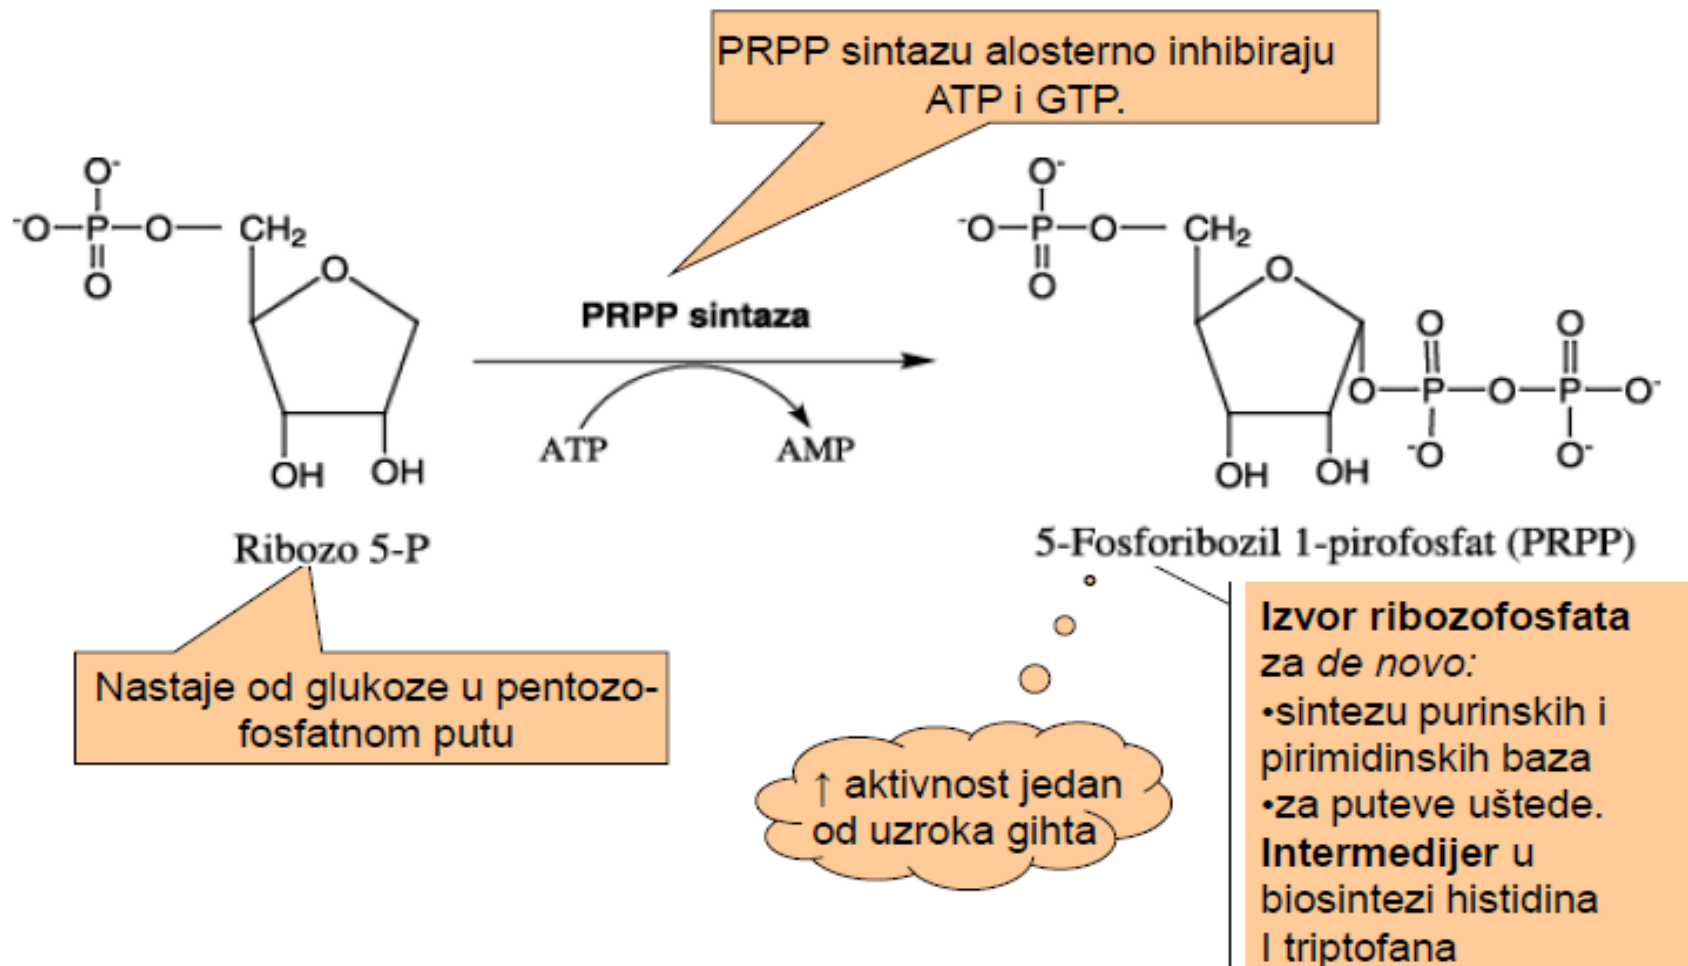 PRPP sintazu alosterno inhibiraju
ATP i GTP.
O-
-O-P-O-CH2
O
O
OH OH
Ribozo 5-P
PRPP sintaza
ATP AMP
O-
-O-P-O-CH2
O
O
O O
O-P-O-P-O-
-O O-
OH OH
5-Fosforibozil 1-pirofosfat (PRPP)
Nastaje od glukoze u pentozo-
fosfatnom putu
↑ aktivnost jedan
od uzroka gihta
Izvor ribozofosfata
za de novo:
•sintezu purinskih i
pirimidinskih baza
•za puteve uštede.
Intermedijer u
biosintezi histidina
I triptofana